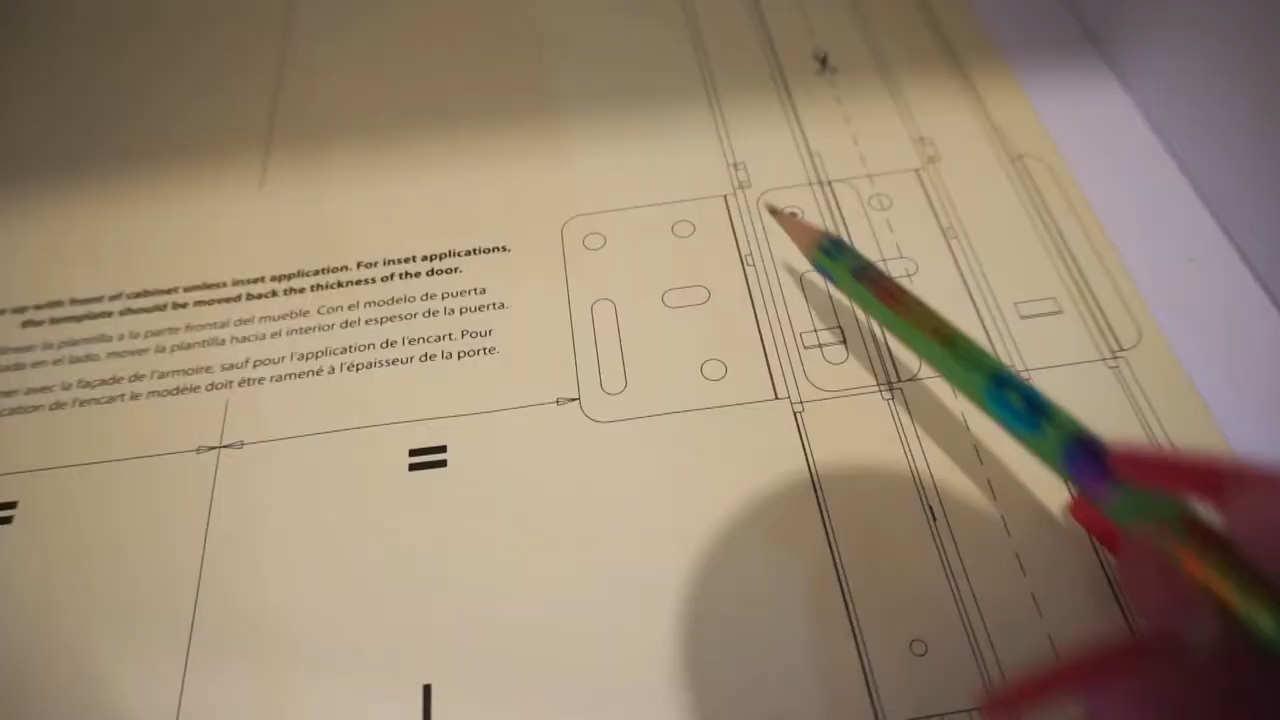 up with front of cabinet unless inset application. For inset applications,
the template should be moved back the thickness of the door.
la plantilla a la parte frontal del mueble. Con el modelo de puerta
en el lado, mover la plantilla hacia el interior del espesor de la puerta.
avec la façade de l'armoire, sauf pour l'application de l'encart. Pour
de l'encart le modèle doit être ramené à l'épaisseur de la porte.
=
=